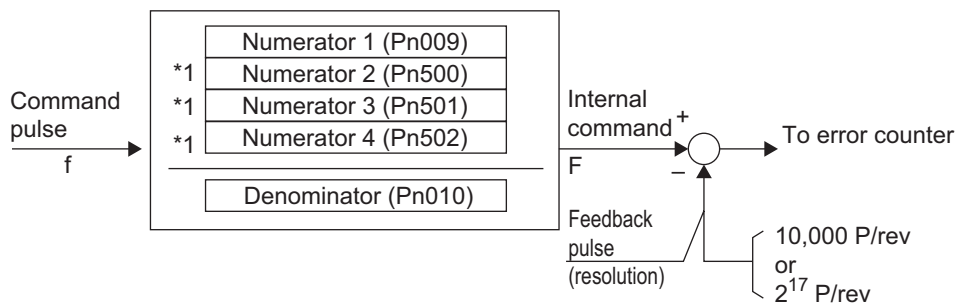 Numerator 1 (Pn009)
*1 Numerator 2 (Pn500)
*1 Numerator 3 (Pn501)
*1 Numerator 4 (Pn502)
Denominator (Pn010)
Command
pulse
f
Internal
command
F
+
−
To error counter
Feedback
pulse
(resolution)
10,000 P/rev
or
2¹⁷ P/rev